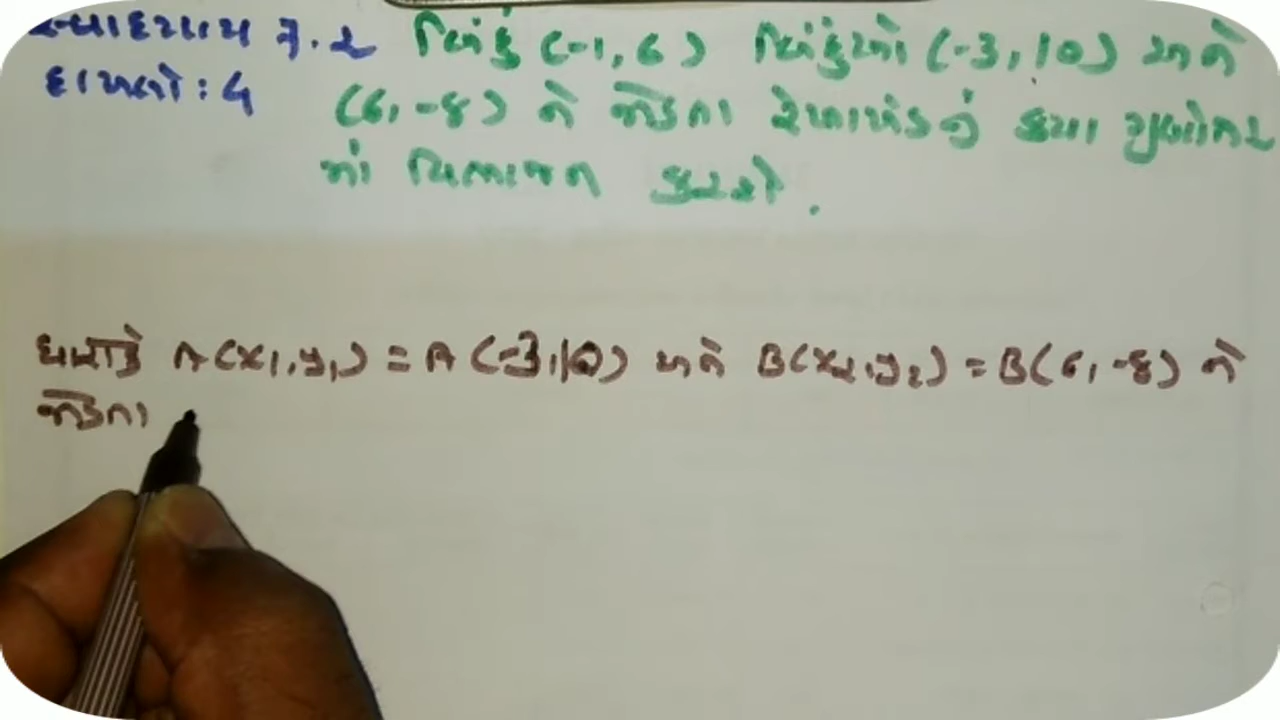 સ્વાધ્યાય 7.2 બિંદુ (-1,6) બિંદુઓ (-3,10) અને
દાખલો: 4 (6,-8) ને જોડતા રેખાખંડનું કયા ગુણોત્તર
માં વિભાજન કરશે.
ધારોકે A(x₁,y₁) = A(-3,10) અને B(x₂,y₂) = B(6,-8) ને
જોડતા